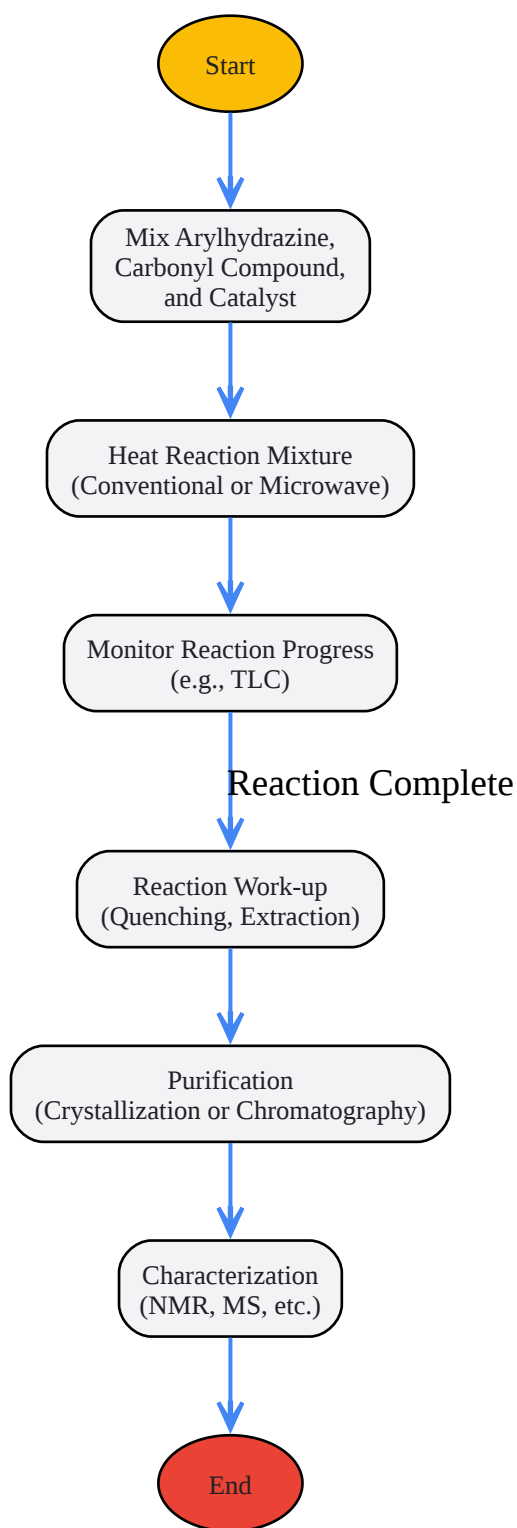 Start
Mix Arylhydrazine,
Carbonyl Compound,
and Catalyst
Heat Reaction Mixture
(Conventional or Microwave)
Monitor Reaction Progress
(e.g., TLC)
Reaction Complete
Reaction Work-up
(Quenching, Extraction)
Purification
(Crystallization or Chromatography)
Characterization
(NMR, MS, etc.)
End